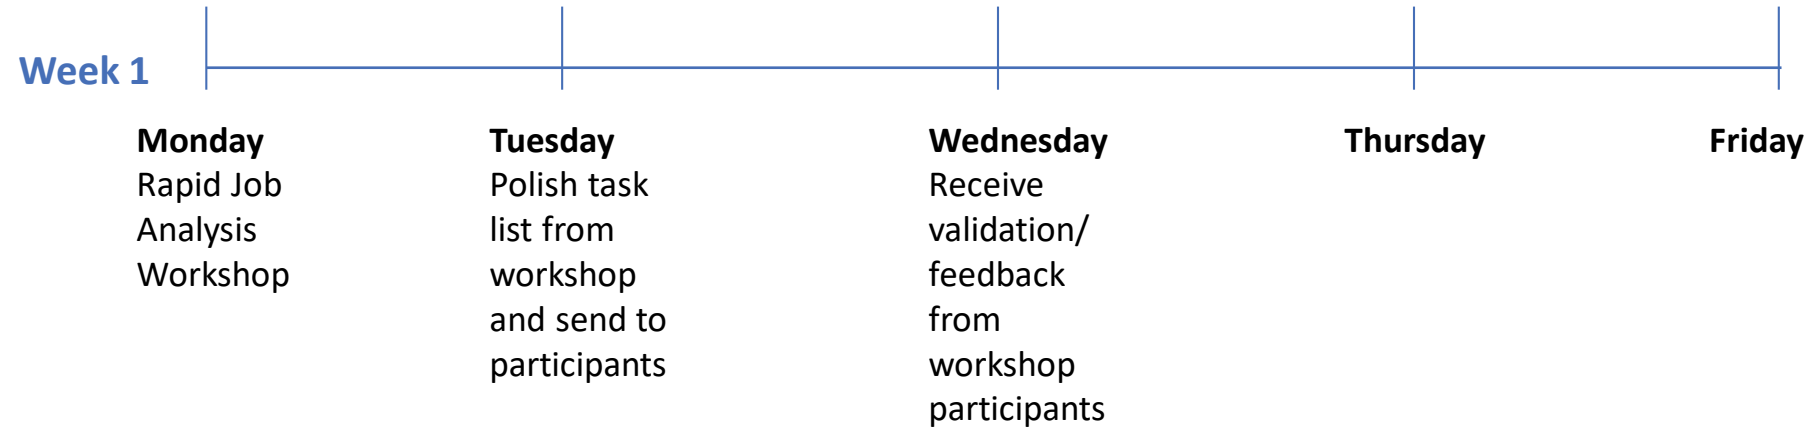 Week 1
Monday
Rapid Job
Analysis
Workshop
Tuesday
Polish task
list from
workshop
and send to
participants
Wednesday
Receive
validation/
feedback
from
workshop
participants
Thursday
Friday